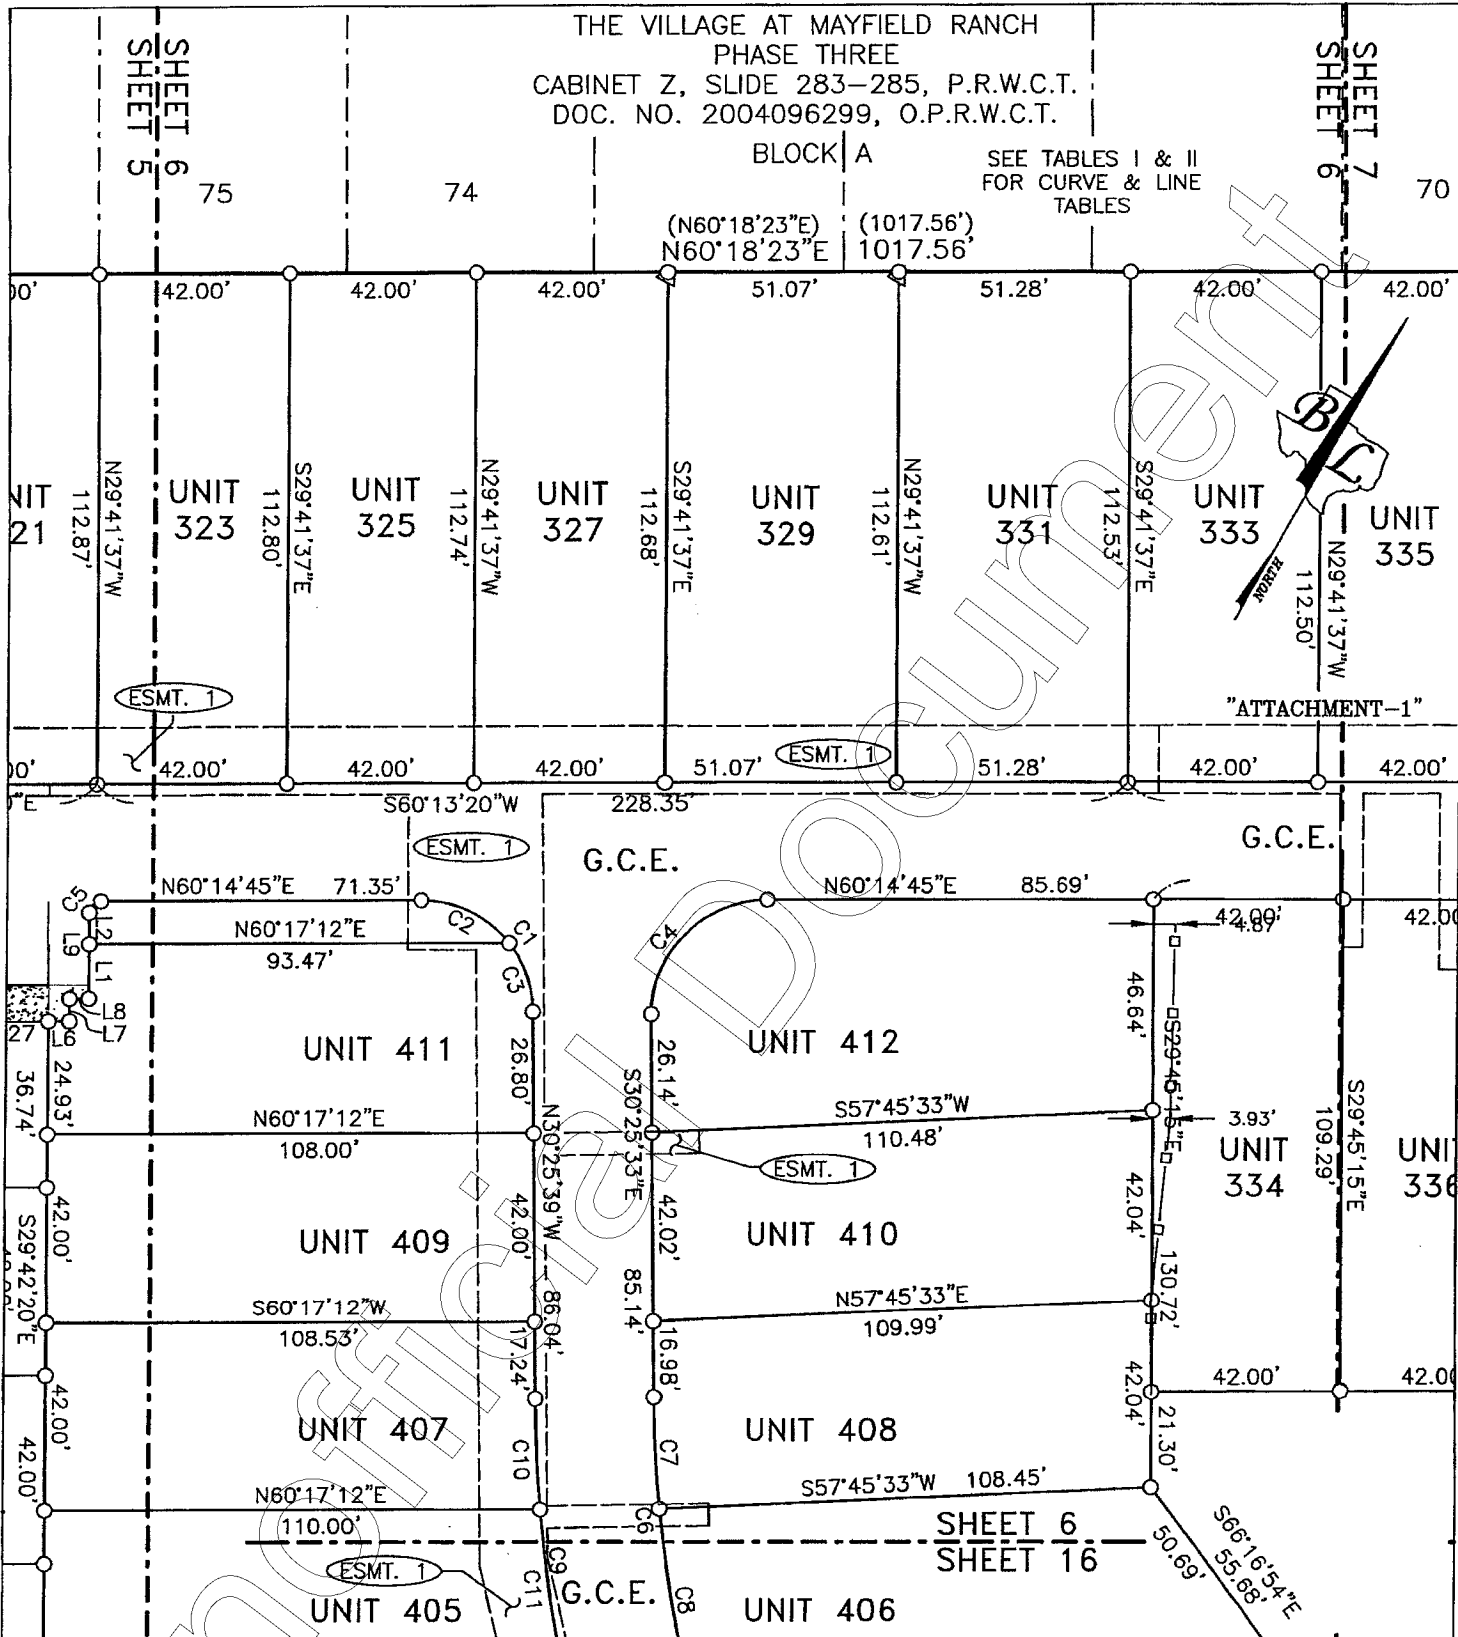 THE VILLAGE AT MAYFIELD RANCH
PHASE THREE
CABINET Z, SLIDE 283-285, P.R.W.C.T.
DOC. NO. 2004096299, O.P.R.W.C.T.
BLOCK A
SEE TABLES I & II
FOR CURVE & LINE
TABLES
SHEET 6
SHEET 5
SHEET 7
SHEET 6
75
74
70
(N60°18'23"E) (1017.56')
N60°18'23"E 1017.56'
00'
42.00'
42.00'
42.00'
51.07'
51.28'
42.00'
42.00'
N29°41'37"W
112.87'
UNIT
323
S29°41'37"E
112.80'
UNIT
325
N29°41'37"W
112.74'
UNIT
327
S29°41'37"E
112.68'
UNIT
329
N29°41'37"W
112.61'
UNIT
331
S29°41'37"E
112.53'
UNIT
333
N29°41'37"W
112.50'
UNIT
335
NIT
21
B
L
NORTH
ESMT. 1
"ATTACHMENT-1"
00'
42.00'
42.00'
42.00'
51.07'
ESMT. 1
51.28'
42.00'
42.00'
"E
S60°13'20"W
228.35'
ESMT. 1
G.C.E.
G.C.E.
N60°14'45"E 71.35'
N60°14'45"E 85.69'
C5
L2
L9
L1
L8
L7
L6
27
C2
C1
C3
C4
N60°17'12"E
93.47'
42.00'
4.87'
42.00
46.64'
S29°45'15"E
130.72'
UNIT 411
UNIT 412
24.93'
36.74'
26.80'
26.14'
S30°25'33"E
85.14'
N60°17'12"E
108.00'
S57°45'33"W
110.48'
3.93'
ESMT. 1
N30°25'39"W
86.04'
UNIT
334
S29°45'15"E
109.29'
UNI
336
42.00'
S29°42'20"E
UNIT 409
42.00'
42.02'
UNIT 410
42.04'
S60°17'12"W
108.53'
N57°45'33"E
109.99'
17.24'
16.98'
42.00'
42.00'
42.00'
42.00
42.04'
21.30'
UNIT 407
C10
C7
UNIT 408
N60°17'12"E
110.00'
S57°45'33"W 108.45'
C6
SHEET 6
SHEET 16
S66°16'54"E
55.68'
50.69'
ESMT. 1
C9
C11
G.C.E.
C8
UNIT 405
UNIT 406
nofficial Document